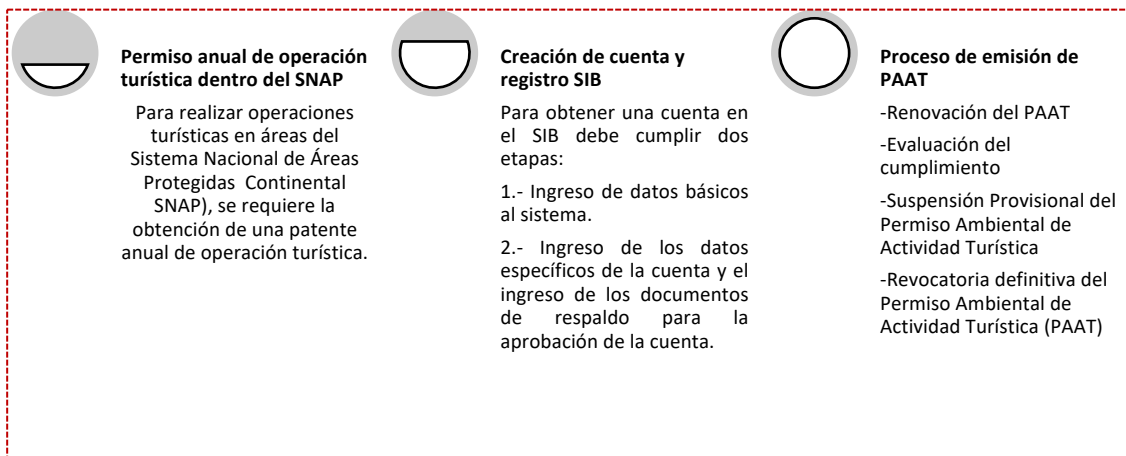 Permiso anual de operación
turística dentro del SNAP
Para realizar operaciones
turísticas en áreas del
Sistema Nacional de Áreas
Protegidas Continental
SNAP), se requiere la
obtención de una patente
anual de operación turística.
Creación de cuenta y
registro SIB
Para obtener una cuenta en
el SIB debe cumplir dos
etapas:
1.- Ingreso de datos básicos
al sistema.
2.- Ingreso de los datos
específicos de la cuenta y el
ingreso de los documentos
de respaldo para la
aprobación de la cuenta.
Proceso de emisión de
PAAT
-Renovación del PAAT
-Evaluación del
cumplimiento
-Suspensión Provisional del
Permiso Ambiental de
Actividad Turística
-Revocatoria definitiva del
Permiso Ambiental de
Actividad Turística (PAAT)